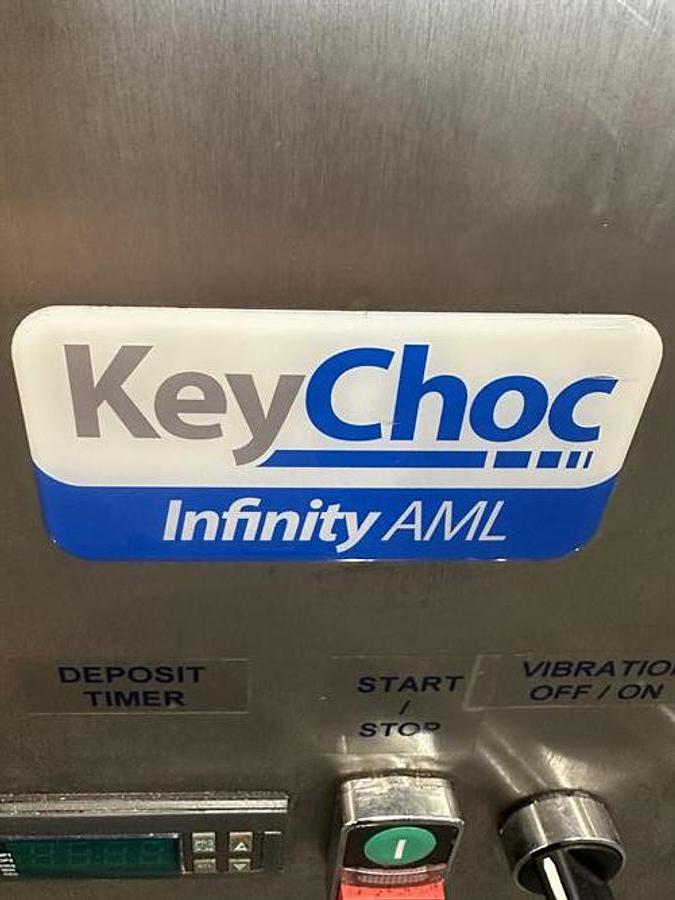 KeyChoc
Infinity AML
DEPOSIT
TIMER
START
/
STOP
VIBRATIO
OFF / ON
I